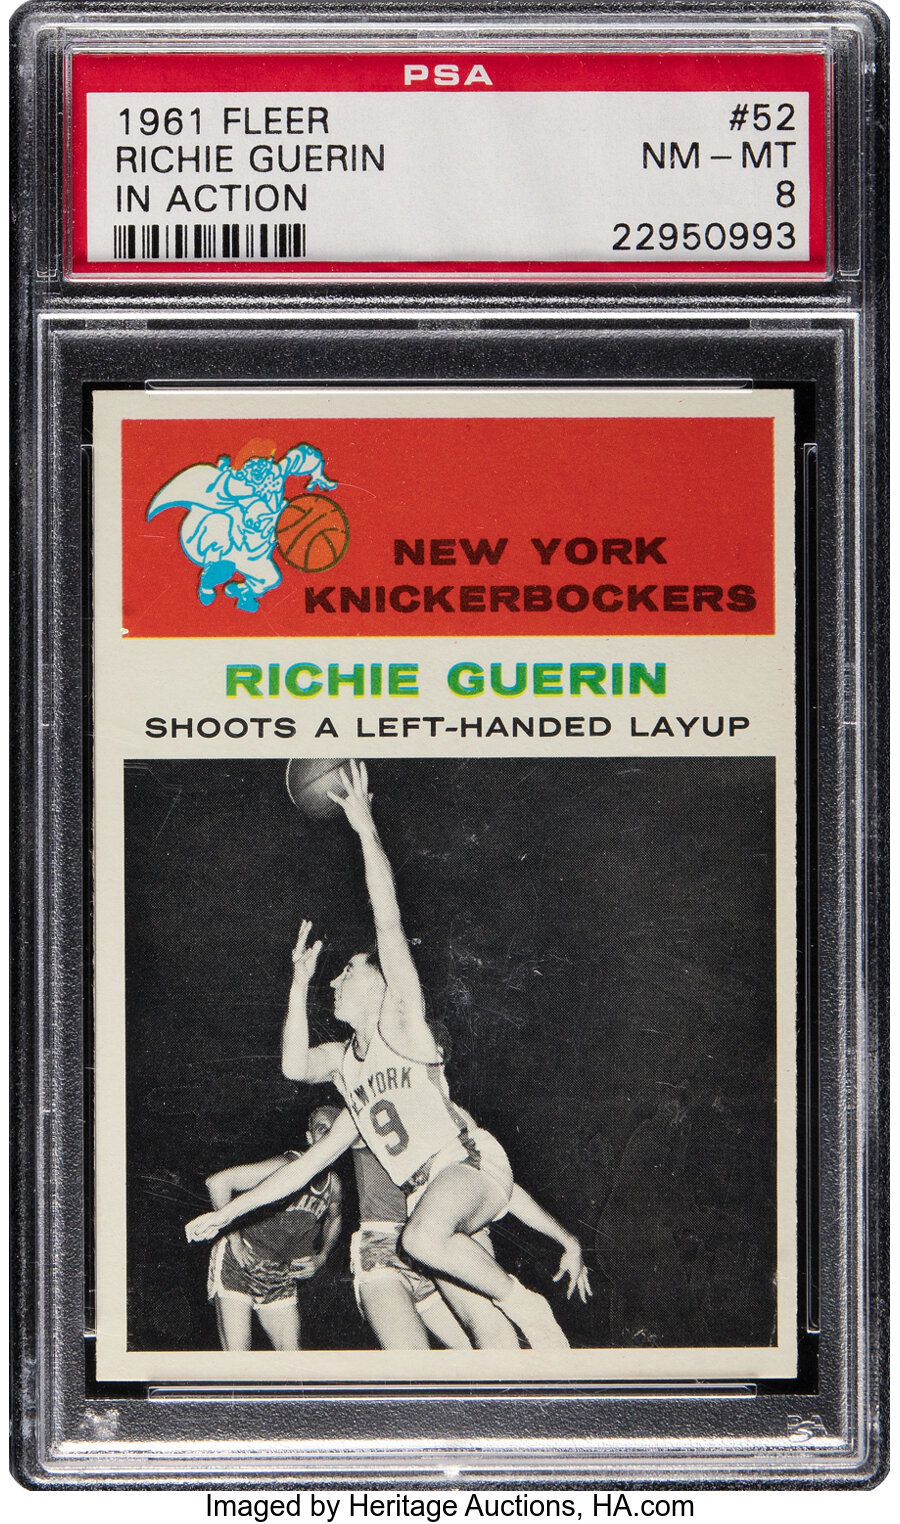 PSA
1961 FLEER #52
RICHIE GUERIN NM - MT
IN ACTION 8
22950993
NEW YORK
KNICKERBOCKERS
RICHIE GUERIN
SHOOTS A LEFT-HANDED LAYUP
NEW YORK
9
PSA
Imaged by Heritage Auctions, HA.com